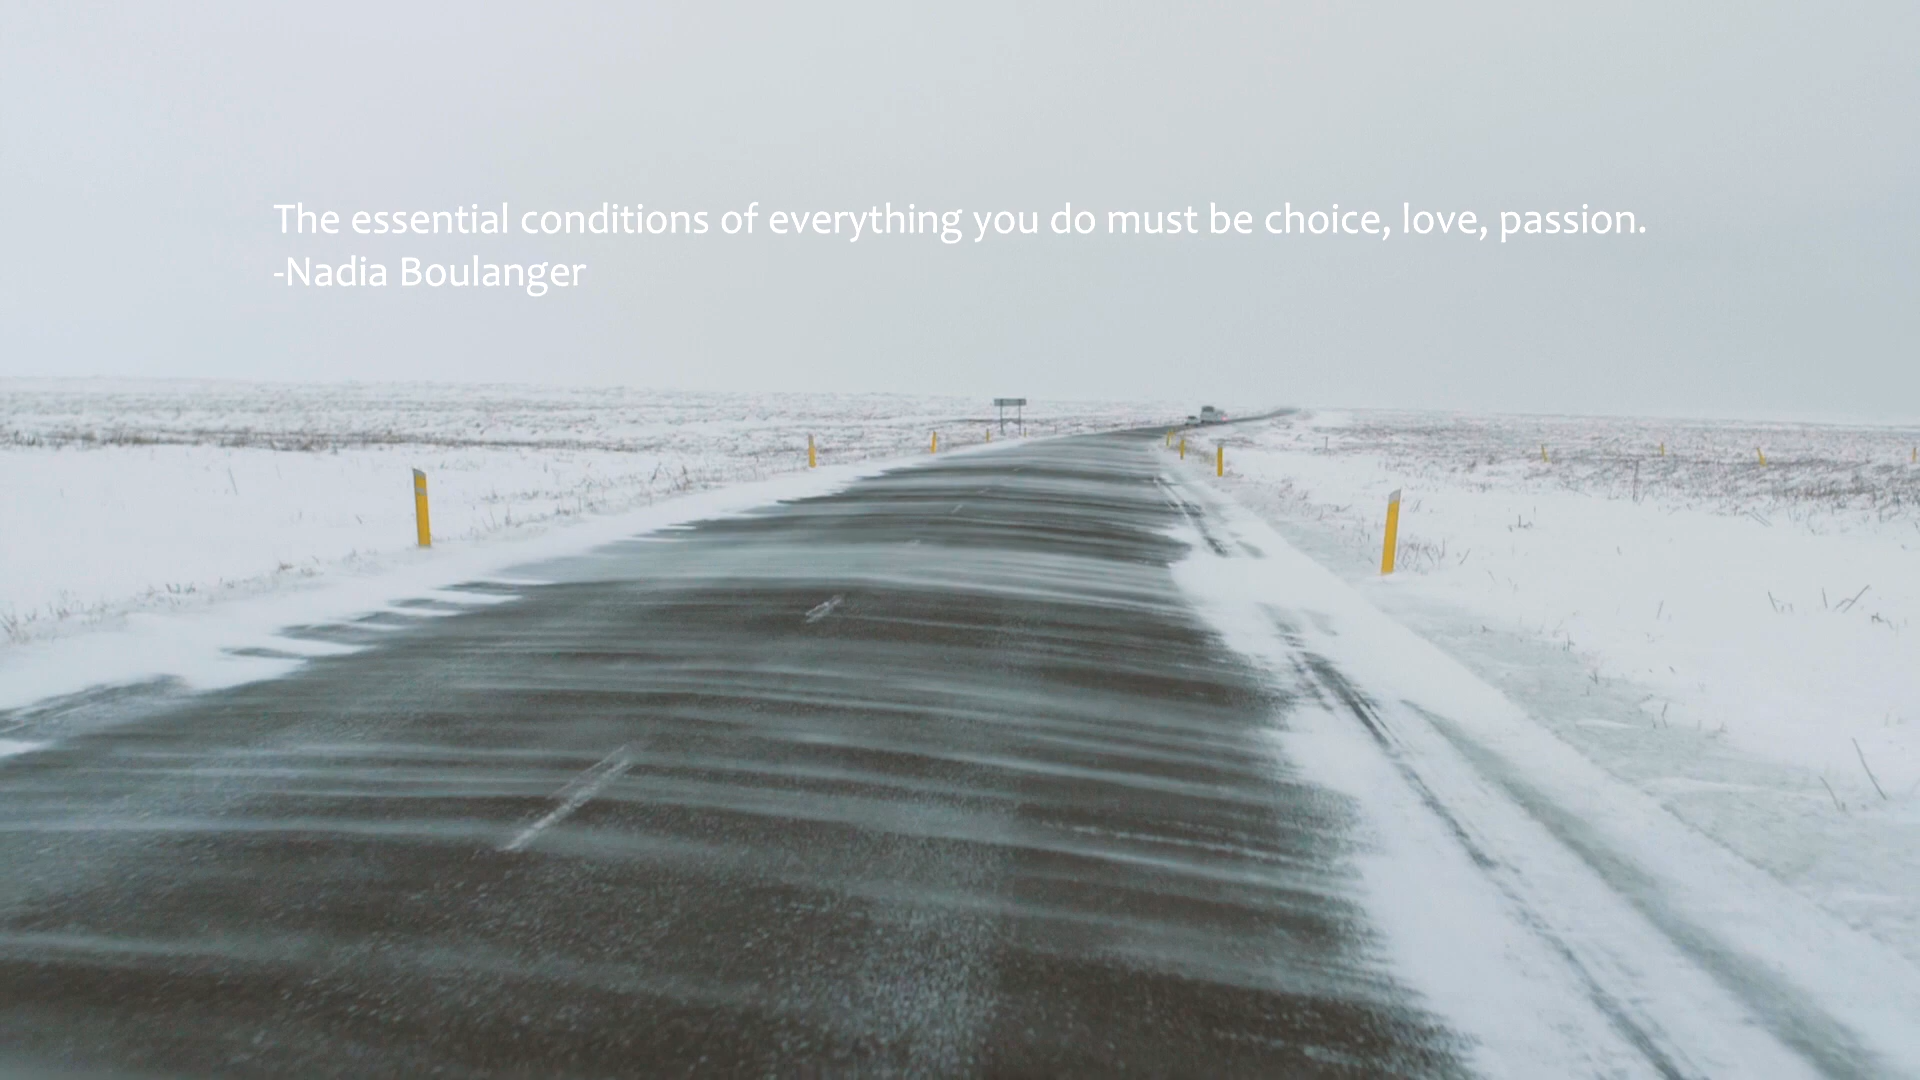 The essential conditions of everything you do must be choice, love, passion.
-Nadia Boulanger